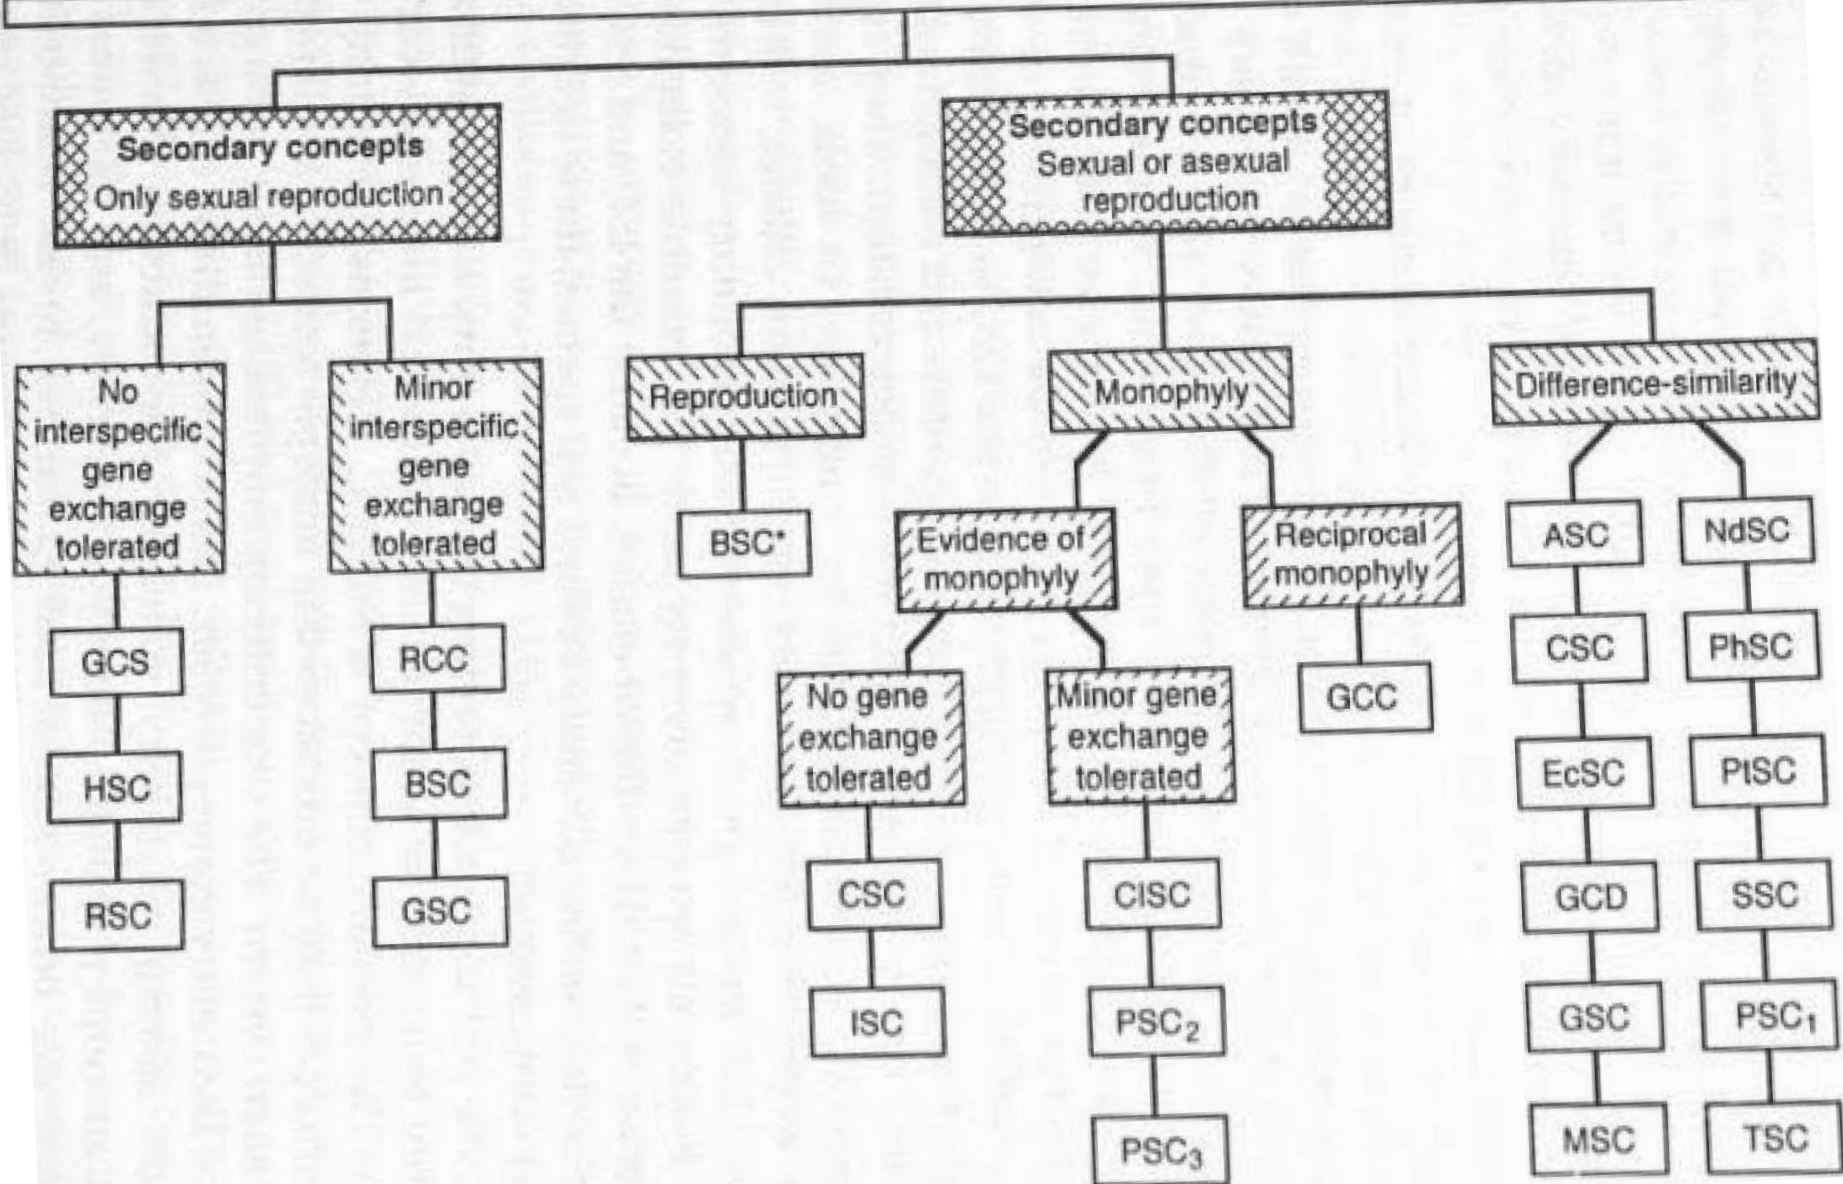 Secondary concepts
Only sexual reproduction
Secondary concepts
Sexual or asexual
reproduction
No
interspecific
gene
exchange
tolerated
Minor
interspecific
gene
exchange
tolerated
Reproduction
Monophyly
Difference-similarity
GCS
HSC
RSC
RCC
BSC
GSC
BSC*
Evidence of
monophyly
Reciprocal
monophyly
No gene
exchange
tolerated
Minor gene
exchange
tolerated
GCC
CSC
ISC
ClSC
PSC2
PSC3
ASC
CSC
EcSC
GCD
GSC
MSC
NdSC
PhSC
PtSC
SSC
PSC1
TSC